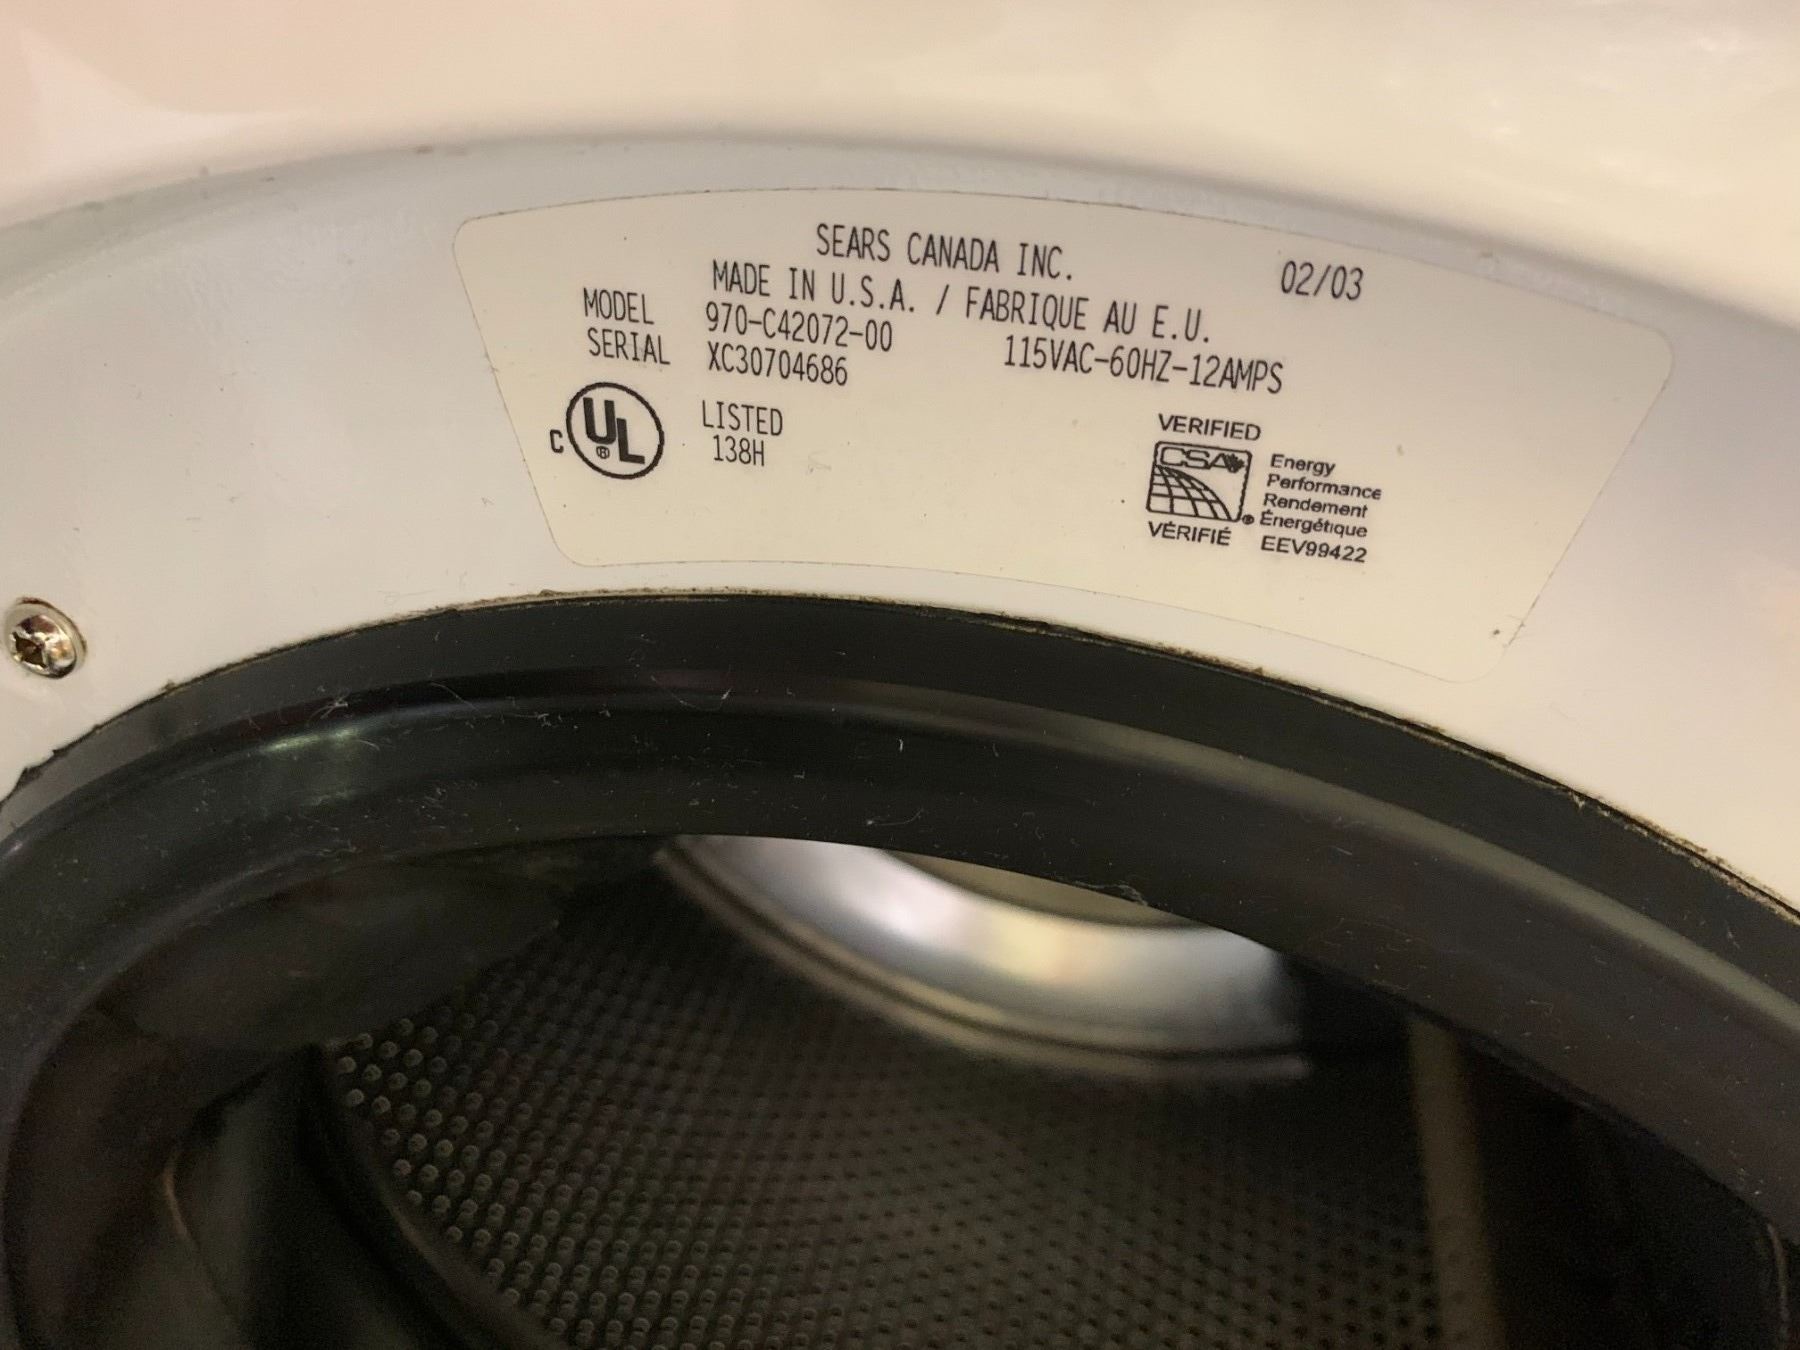 SEARS CANADA INC.
02/03
MADE IN U.S.A. / FABRIQUE AU E.U.
MODEL 970-C42072-00
115VAC-60HZ-12AMPS
SERIAL XC30704686
C UL ®
LISTED
138H
VERIFIED
CSA ®
Energy
Performance
Rendement
Énergétique
VÉRIFIÉ EEV99422